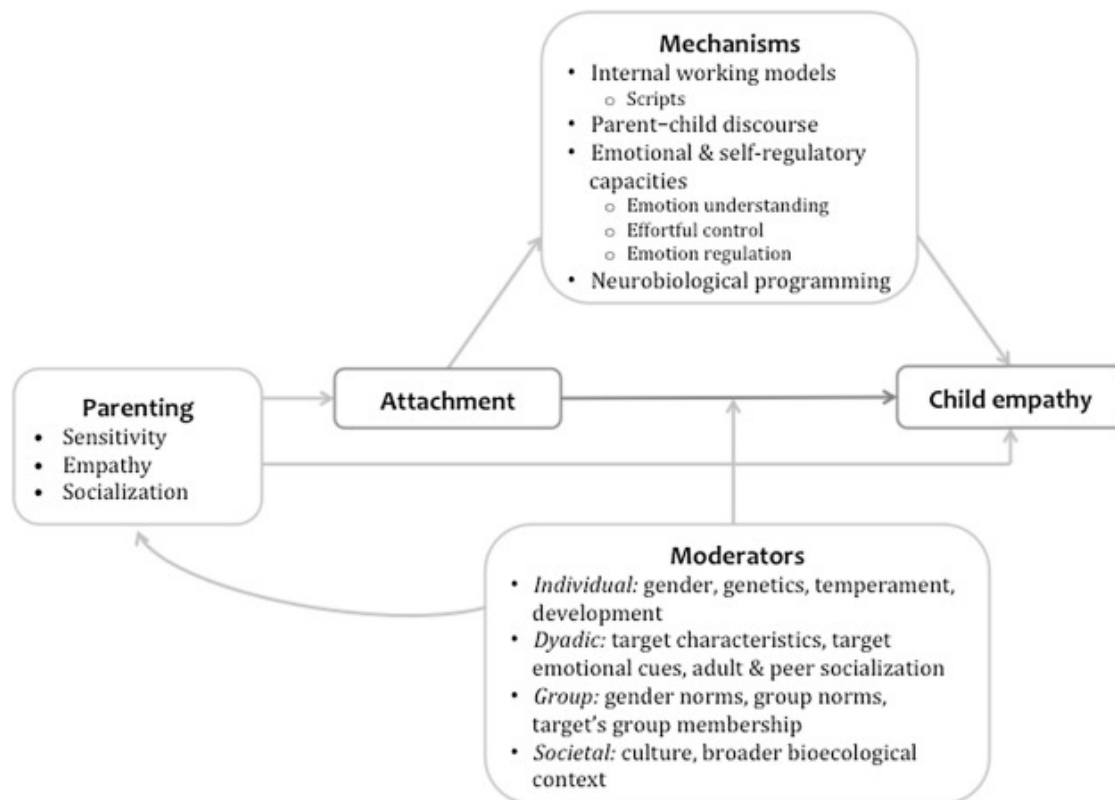 Mechanisms
• Internal working models
o Scripts
• Parent–child discourse
• Emotional & self-regulatory
capacities
o Emotion understanding
o Effortful control
o Emotion regulation
• Neurobiological programming
Parenting
• Sensitivity
• Empathy
• Socialization
Attachment
Child empathy
Moderators
• Individual: gender, genetics, temperament,
development
• Dyadic: target characteristics, target
emotional cues, adult & peer socialization
• Group: gender norms, group norms,
target's group membership
• Societal: culture, broader bioecological
context